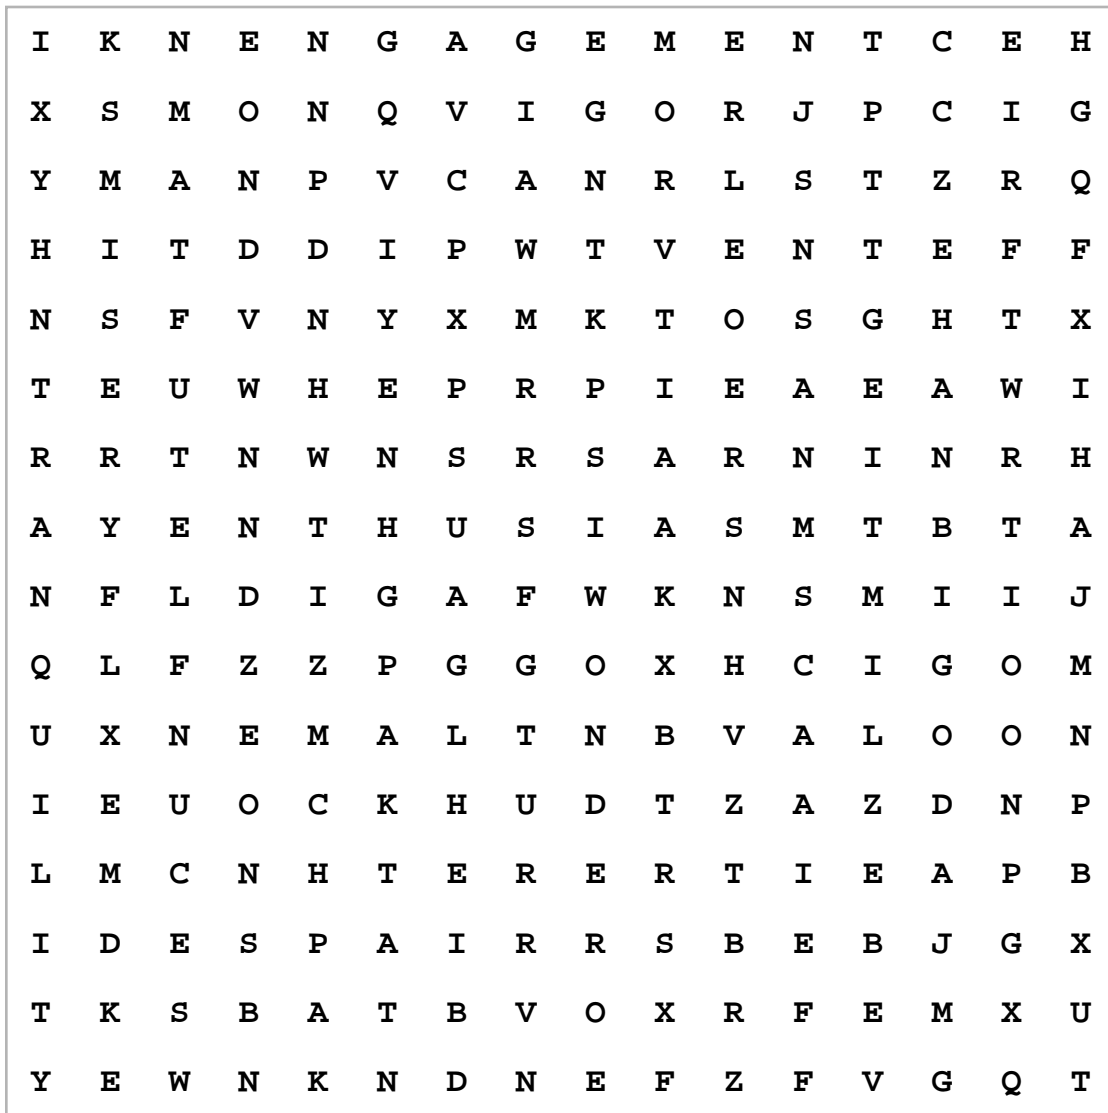 I K N E N G A G E M E N T C E H
X S M O N Q V I G O R J P C I G
Y M A N P V C A N R L S T Z R Q
H I T D D I P W T V E N T E F F
N S F V N Y X M K T O S G H T X
T E U W H E P R P I E A E A W I
R R T N W N S R S A R N I N R H
A Y E N T H U S I A S M T B T A
N F L D I G A F W K N S M I I J
Q L F Z Z P G G O X H C I G O M
U X N E M A L T N B V A L O O N
I E U O C K H U D T Z A Z D N P
L M C N H T E R E R T I E A P B
I D E S P A I R R S B E B J G X
T K S B A T B V O X R F E M X U
Y E W N K N D N E F Z F V G Q T